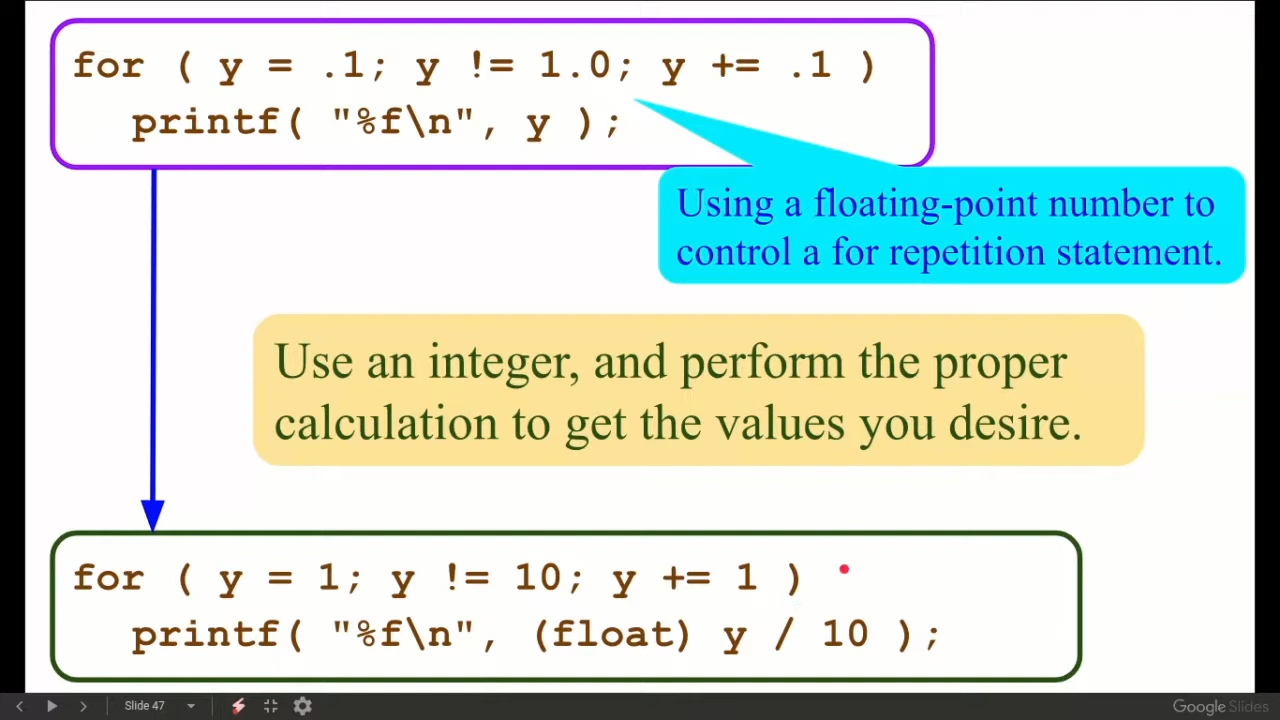 for ( y = .1; y != 1.0; y += .1 )
printf( "%f\n", y );
Using a floating-point number to
control a for repetition statement.
Use an integer, and perform the proper
calculation to get the values you desire.
for ( y = 1; y != 10; y += 1 )
printf( "%f\n", (float) y / 10 );
Slide 47
Google Slides